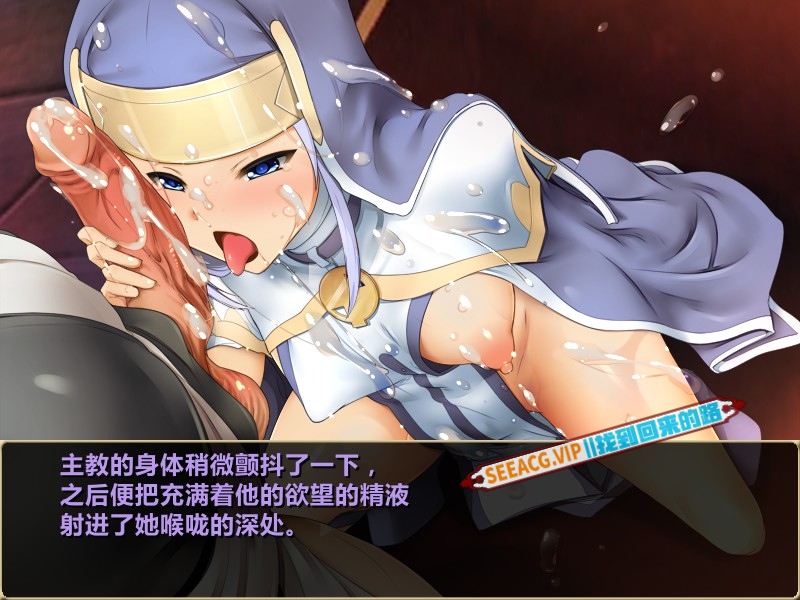 SEEACG.VIP||找到回来的路
主教的身体稍微颤抖了一下，
之后便把充满着他的欲望的精液
射进了她喉咙的深处。